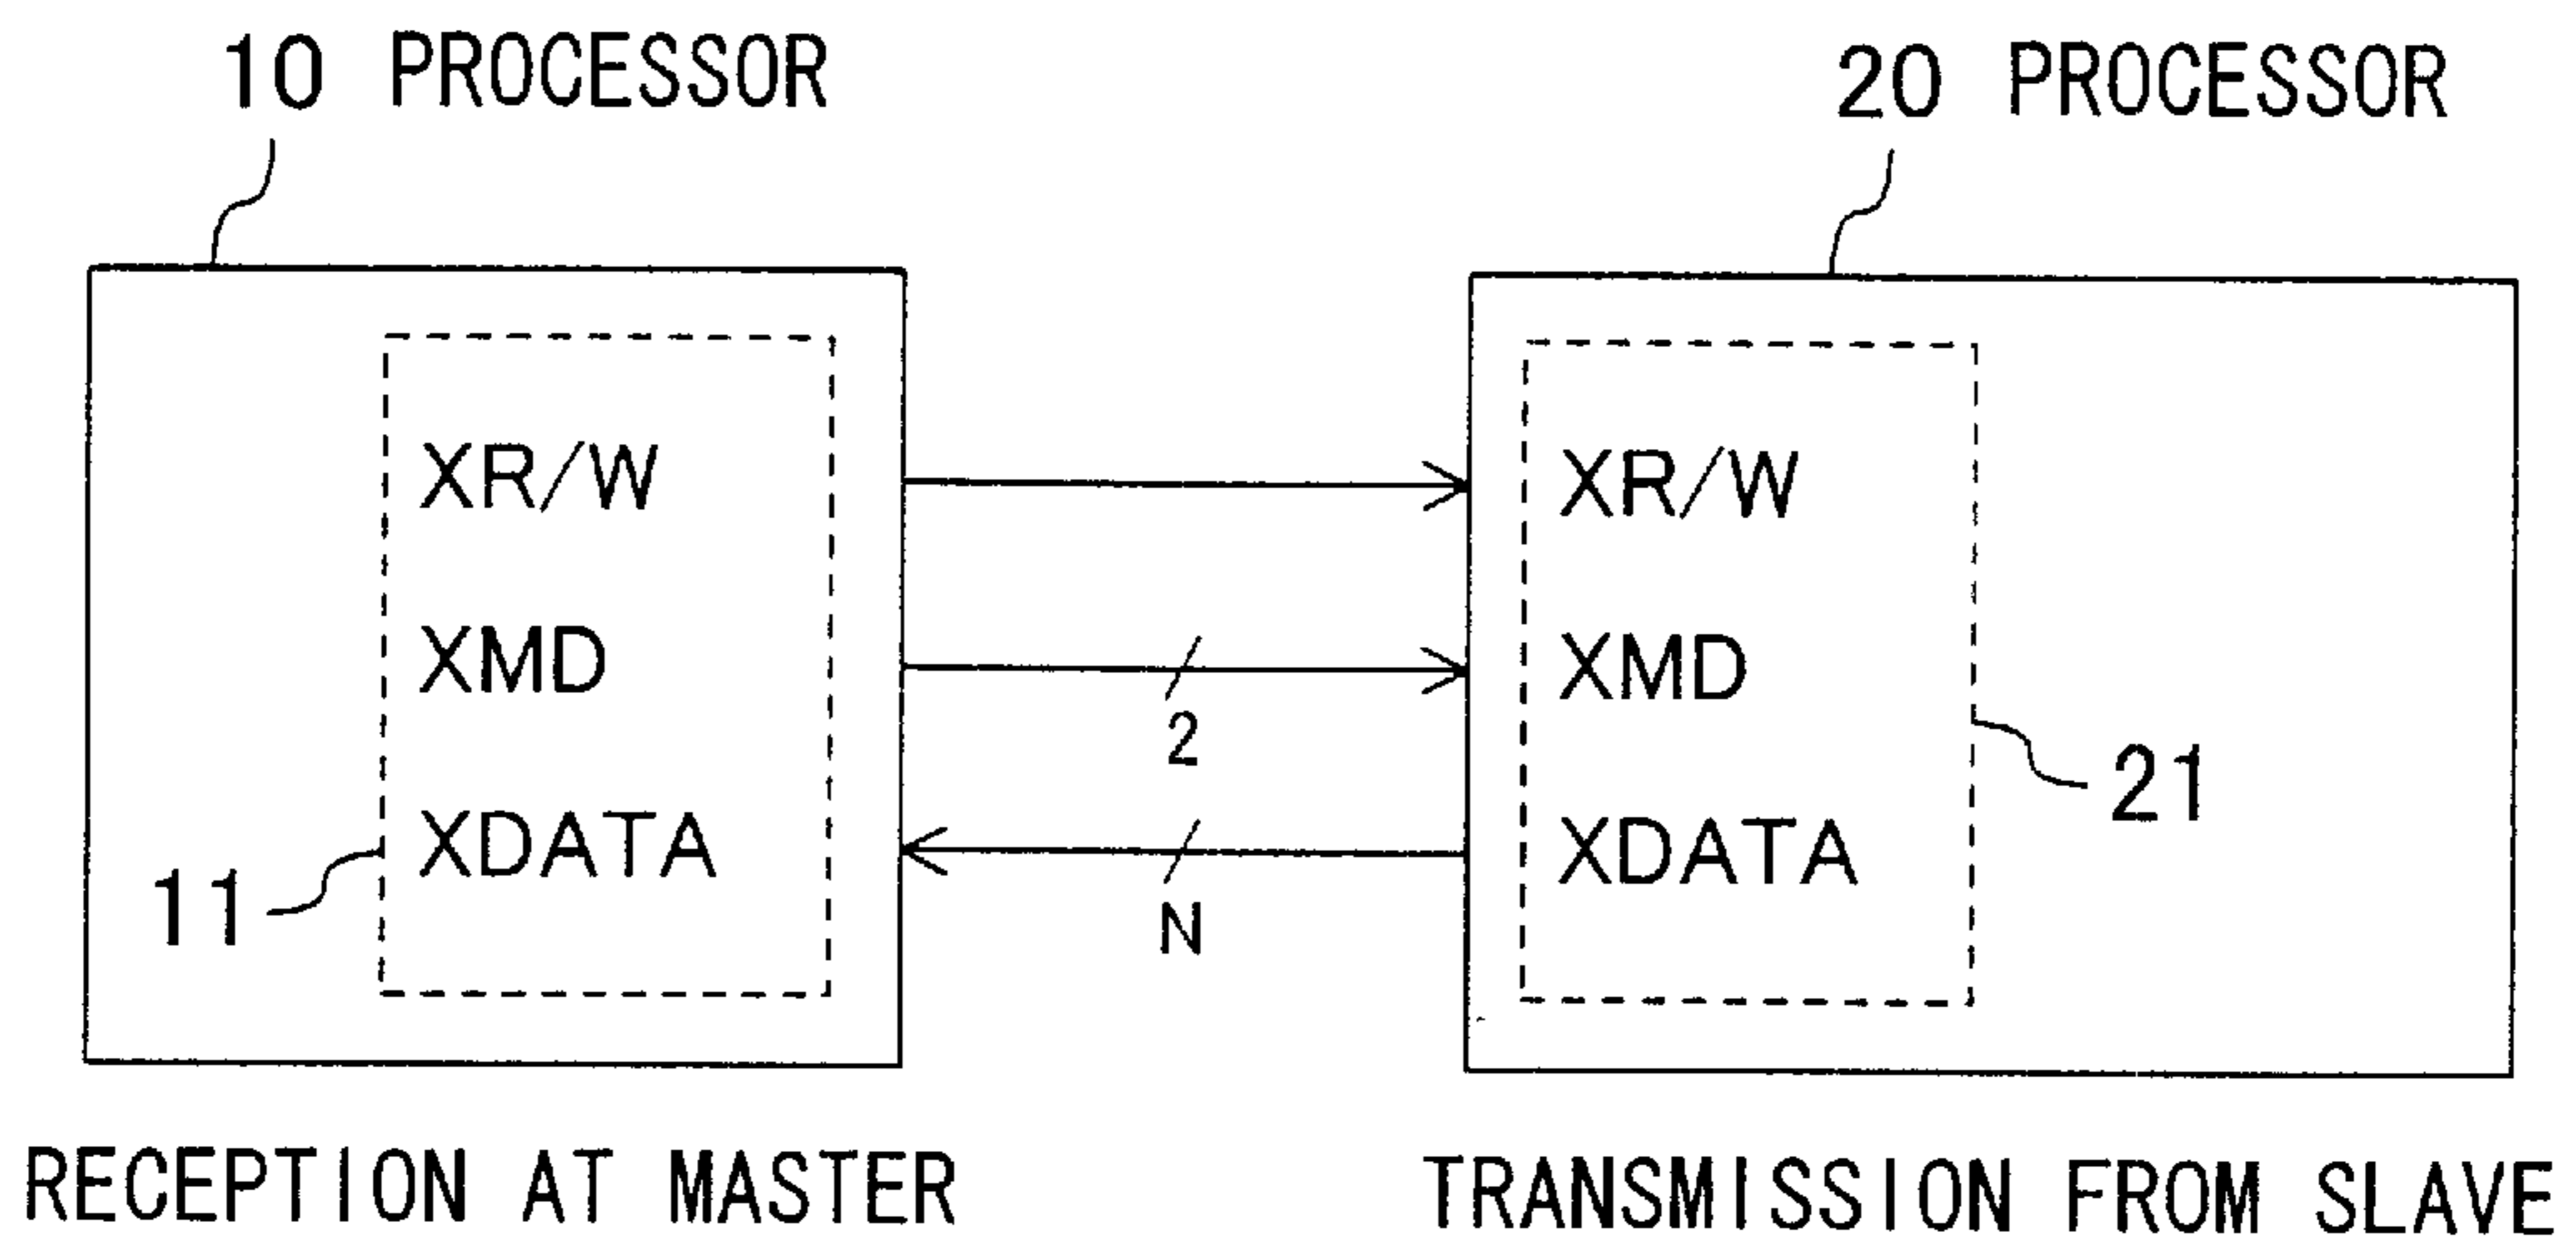 10 PROCESSOR
20 PROCESSOR
XR/W
XR/W
XMD
XMD
2
21
XDATA
XDATA
11
N
RECEPTION AT MASTER
TRANSMISSION FROM SLAVE